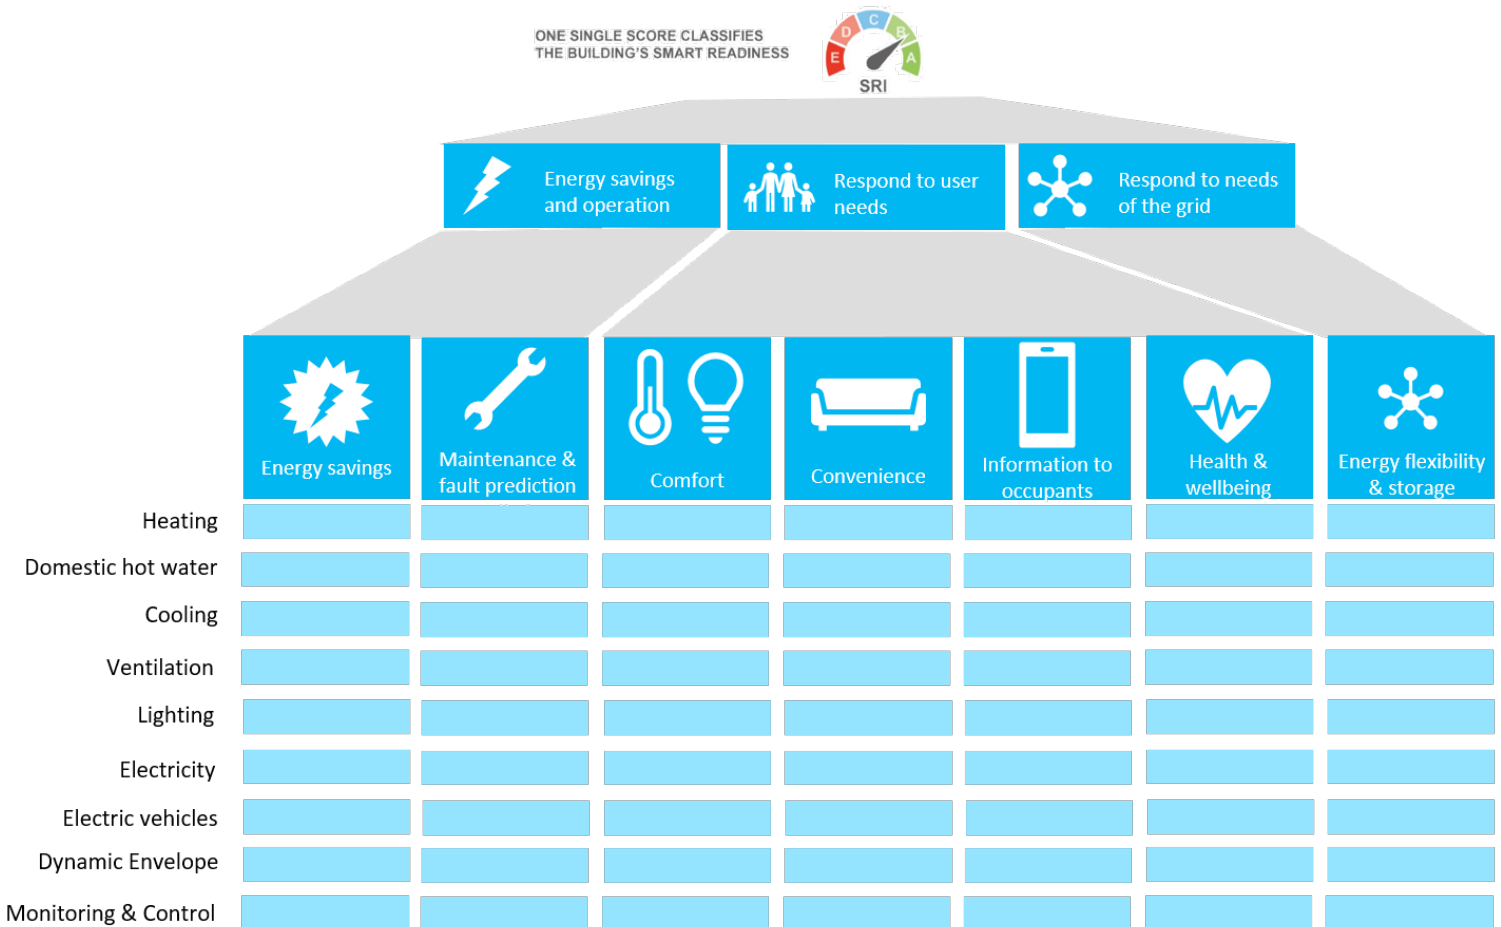 ONE SINGLE SCORE CLASSIFIES
THE BUILDING'S SMART READINESS
E
D
C
B
A
SRI
Energy savings
and operation
Respond to user
needs
Respond to needs
of the grid
Energy savings
Maintenance &
fault prediction
Comfort
Convenience
Information to
occupants
Health &
wellbeing
Energy flexibility
& storage
Heating
Domestic hot water
Cooling
Ventilation
Lighting
Electricity
Electric vehicles
Dynamic Envelope
Monitoring & Control